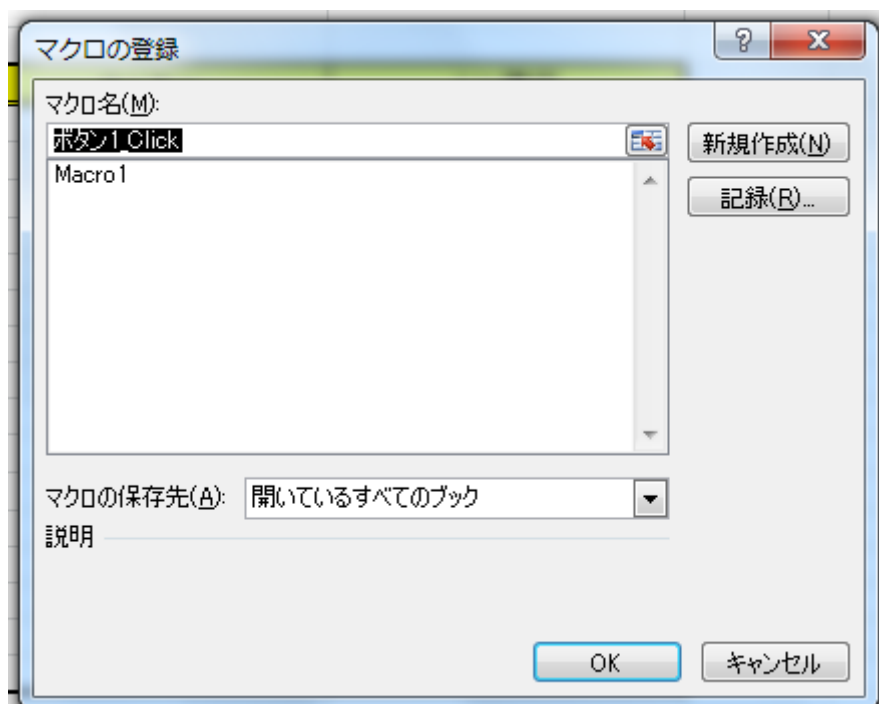 マクロの登録
マクロ名(M):
ボタン1_Click
新規作成(N)
Macro1
記録(R)...
マクロの保存先(A): 開いているすべてのブック
説明
OK キャンセル